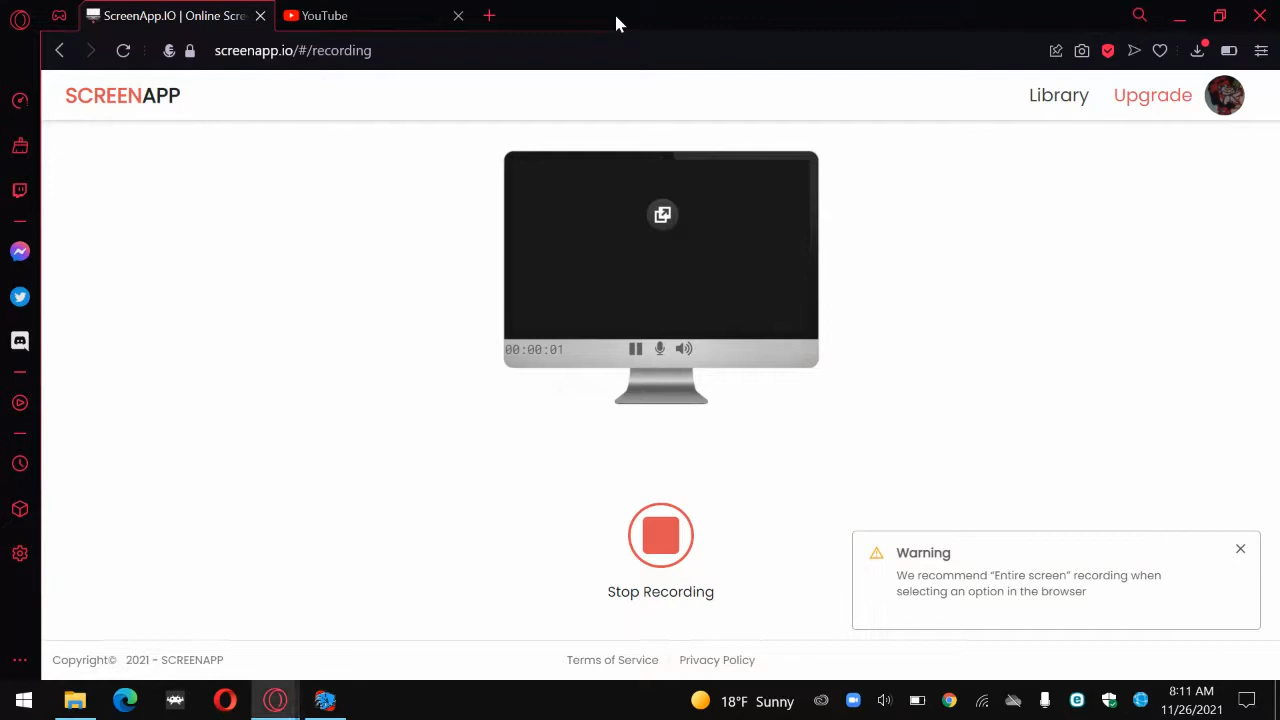 ScreenApp.IO | Online Scre
YouTube
screenapp.io/#/recording
SCREENAPP
Library
Upgrade
00:00:01
Stop Recording
Warning
We recommend “Entire screen” recording when
selecting an option in the browser
Copyright© 2021 - SCREENAPP
Terms of Service
Privacy Policy
18°F Sunny
8:11 AM
11/26/2021